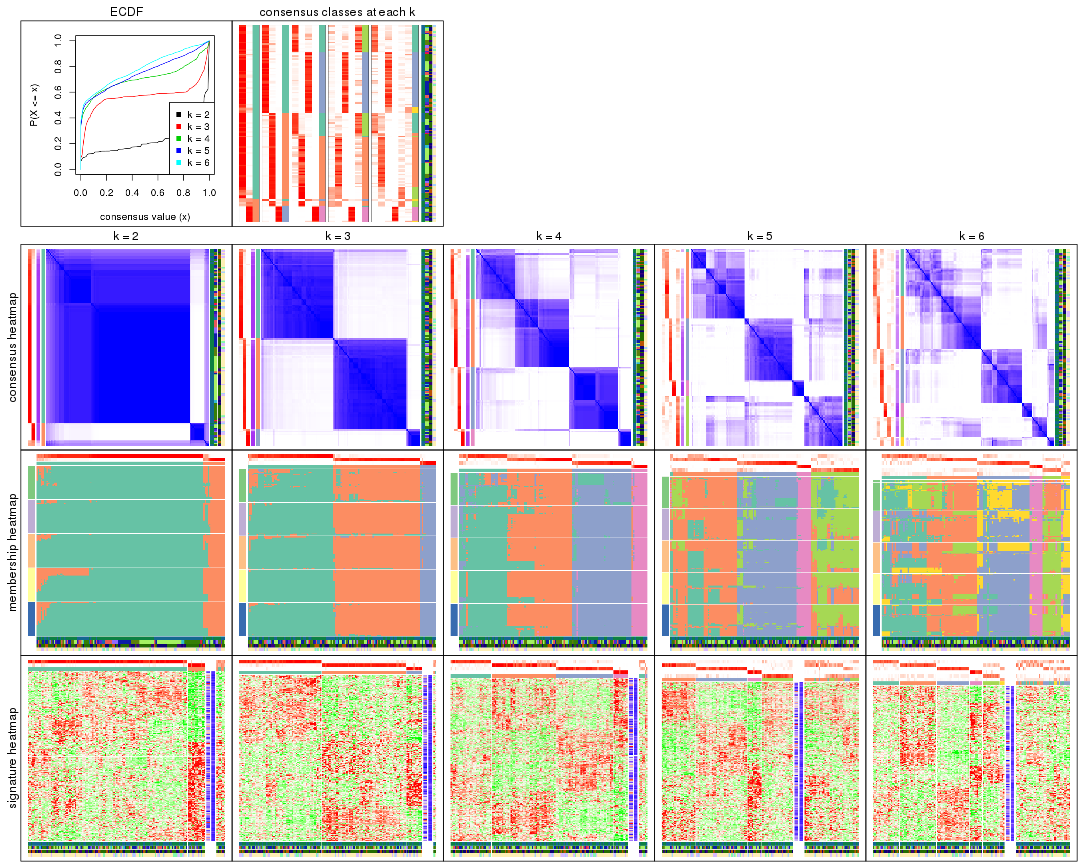 ECDF
consensus classes at each k
P(X <= x)
0.0 0.2 0.4 0.6 0.8 1.0
k = 2
k = 3
k = 4
k = 5
k = 6
0.0 0.2 0.4 0.6 0.8 1.0
consensus value (x)
k = 2 k = 3 k = 4 k = 5 k = 6
consensus heatmap
membership heatmap
signature heatmap